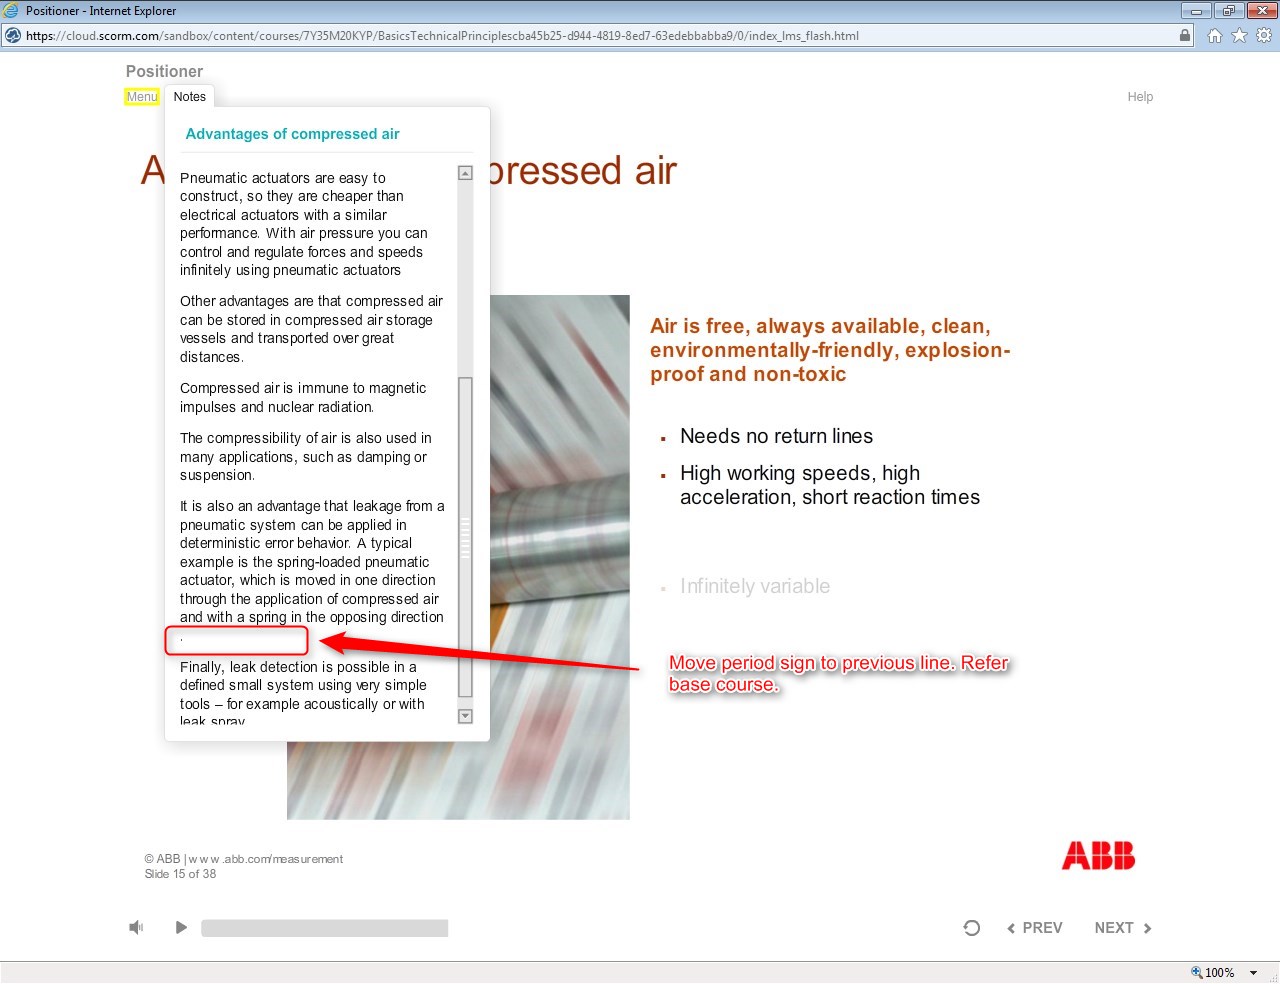 Positioner - Internet Explorer
https://cloud.scorm.com/sandbox/content/courses/7Y35M20KYP/BasicsTechnicalPrinciplescba45b25-d944-4819-8ed7-63edebbabba9/0/index_lms_flash.html
Positioner
Menu
Notes
Help
Advantages of compressed air
A
pressed air
Pneumatic actuators are easy to
construct, so they are cheaper than
electrical actuators with a similar
performance. With air pressure you can
control and regulate forces and speeds
infinitely using pneumatic actuators
Other advantages are that compressed air
can be stored in compressed air storage
vessels and transported over great
distances.
Compressed air is immune to magnetic
impulses and nuclear radiation.
The compressibility of air is also used in
many applications, such as damping or
suspension.
It is also an advantage that leakage from a
pneumatic system can be applied in
deterministic error behavior. A typical
example is the spring-loaded pneumatic
actuator, which is moved in one direction
through the application of compressed air
and with a spring in the opposing direction
.
Finally, leak detection is possible in a
defined small system using very simple
tools – for example acoustically or with
leak spray
Air is free, always available, clean,
environmentally-friendly, explosion-
proof and non-toxic
▪ Needs no return lines
▪ High working speeds, high
acceleration, short reaction times
▪ Infinitely variable
Move period sign to previous line. Refer
base course.
© ABB | www.abb.com/measurement
Slide 15 of 38
ABB
PREV
NEXT
100%